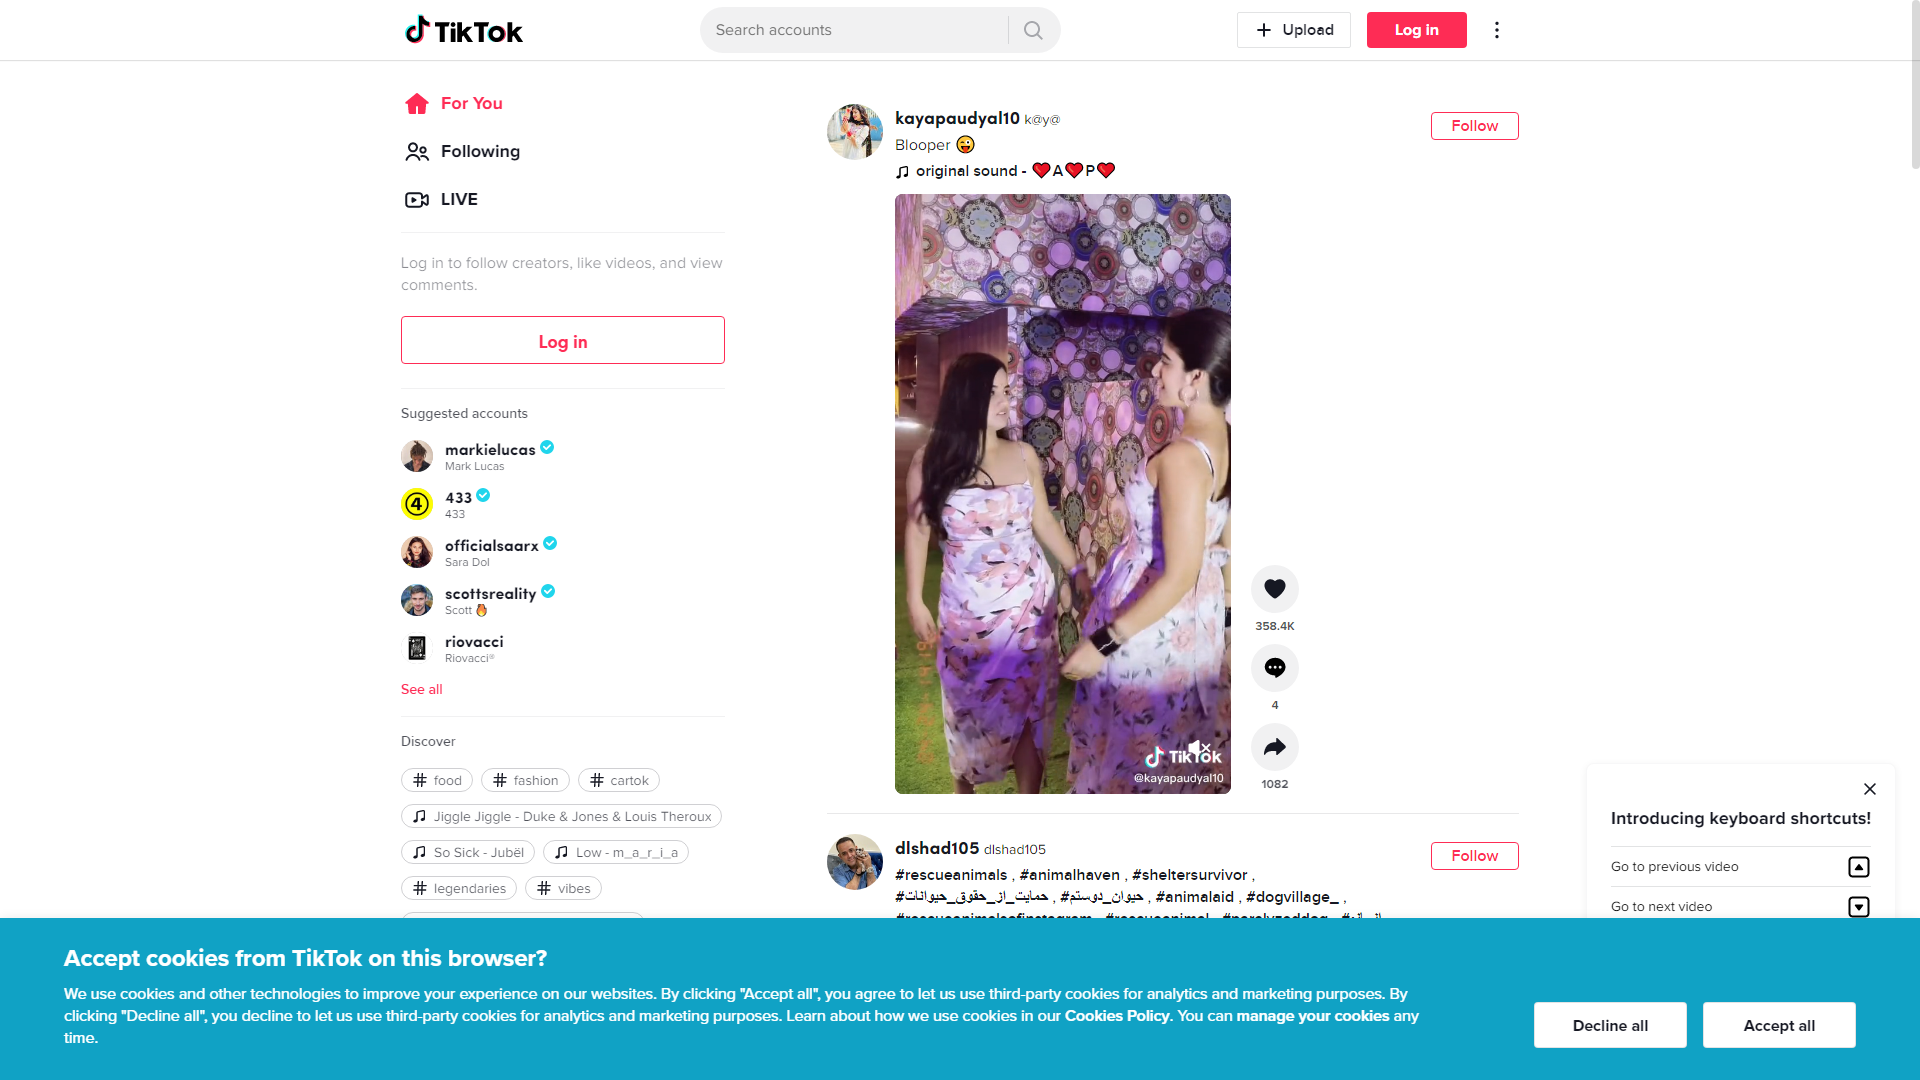 TikTok
Search accounts
Upload
Log in
For You
Following
LIVE
Log in to follow creators, like videos, and view
comments.
Log in
Suggested accounts
markielucas
Mark Lucas
433
433
officialsaarx
Sara Dol
scottsreality
Scott 🔥
riovacci
Riovacci®
See all
Discover
# food
# fashion
# cartok
Jiggle Jiggle - Duke & Jones & Louis Theroux
So Sick - Jubël
Low - m_a_r_i_a
# legendaries
# vibes
kayapaudyal10 k@y@
Blooper 😜
original sound - ❤️A❤️P❤️
Follow
TikTok
@kayapaudyal10
358.4K
4
1082
dlshad105 dlshad105
Follow
#rescueanimals , #animalhaven , #sheltersurvivor ,
#حمایت_از_حقوق_حیوانات , #حیوان_دوستم , #animalaid , #dogvillage_ ,
Introducing keyboard shortcuts!
Go to previous video
Go to next video
Accept cookies from TikTok on this browser?
We use cookies and other technologies to improve your experience on our websites. By clicking "Accept all", you agree to let us use third-party cookies for analytics and marketing purposes. By
clicking "Decline all", you decline to let us use third-party cookies for analytics and marketing purposes. Learn about how we use cookies in our Cookies Policy. You can manage your cookies any
time.
Decline all
Accept all